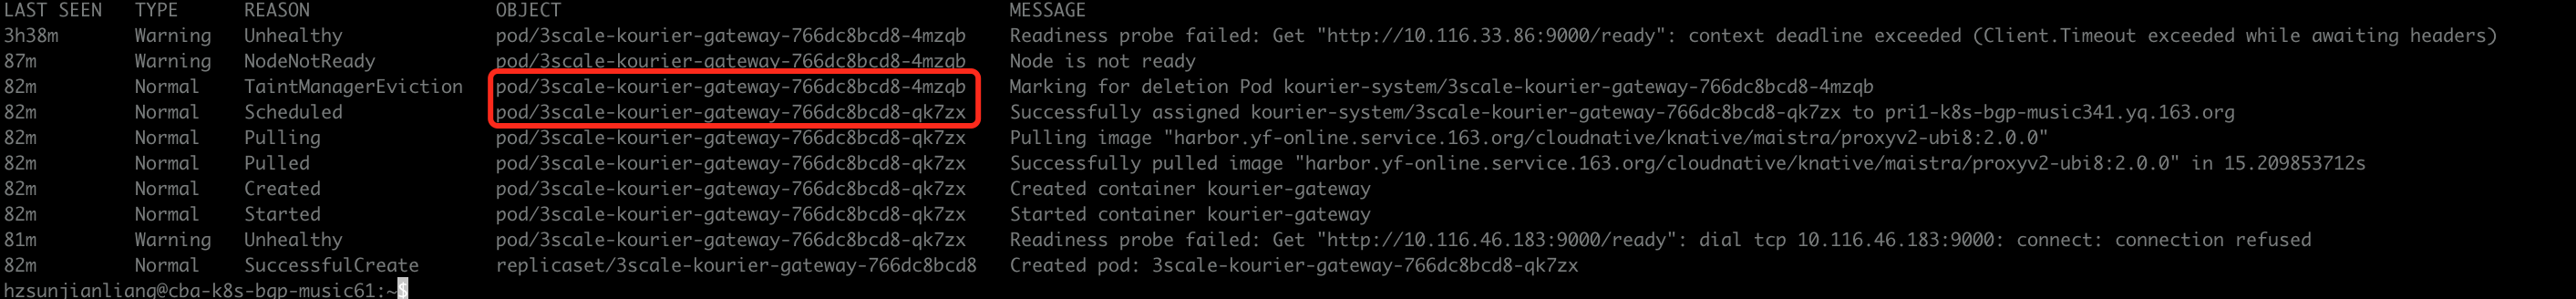 LAST SEEN TYPE REASON OBJECT MESSAGE
3h38m Warning Unhealthy pod/3scale-kourier-gateway-766dc8bcd8-4mzqb Readiness probe failed: Get "http://10.116.33.86:9000/ready": context deadline exceeded (Client.Timeout exceeded while awaiting headers)
87m Warning NodeNotReady pod/3scale-kourier-gateway-766dc8bcd8-4mzqb Node is not ready
82m Normal TaintManagerEviction pod/3scale-kourier-gateway-766dc8bcd8-4mzqb Marking for deletion Pod kourier-system/3scale-kourier-gateway-766dc8bcd8-4mzqb
82m Normal Scheduled pod/3scale-kourier-gateway-766dc8bcd8-qk7zx Successfully assigned kourier-system/3scale-kourier-gateway-766dc8bcd8-qk7zx to pri1-k8s-bgp-music341.yq.163.org
82m Normal Pulling pod/3scale-kourier-gateway-766dc8bcd8-qk7zx Pulling image "harbor.yf-online.service.163.org/cloudnative/knative/maistra/proxyv2-ubi8:2.0.0"
82m Normal Pulled pod/3scale-kourier-gateway-766dc8bcd8-qk7zx Successfully pulled image "harbor.yf-online.service.163.org/cloudnative/knative/maistra/proxyv2-ubi8:2.0.0" in 15.209853712s
82m Normal Created pod/3scale-kourier-gateway-766dc8bcd8-qk7zx Created container kourier-gateway
82m Normal Started pod/3scale-kourier-gateway-766dc8bcd8-qk7zx Started container kourier-gateway
81m Warning Unhealthy pod/3scale-kourier-gateway-766dc8bcd8-qk7zx Readiness probe failed: Get "http://10.116.46.183:9000/ready": dial tcp 10.116.46.183:9000: connect: connection refused
82m Normal SuccessfulCreate replicaset/3scale-kourier-gateway-766dc8bcd8 Created pod: 3scale-kourier-gateway-766dc8bcd8-qk7zx
hzsunjianliang@cba-k8s-bgp-music61:~$